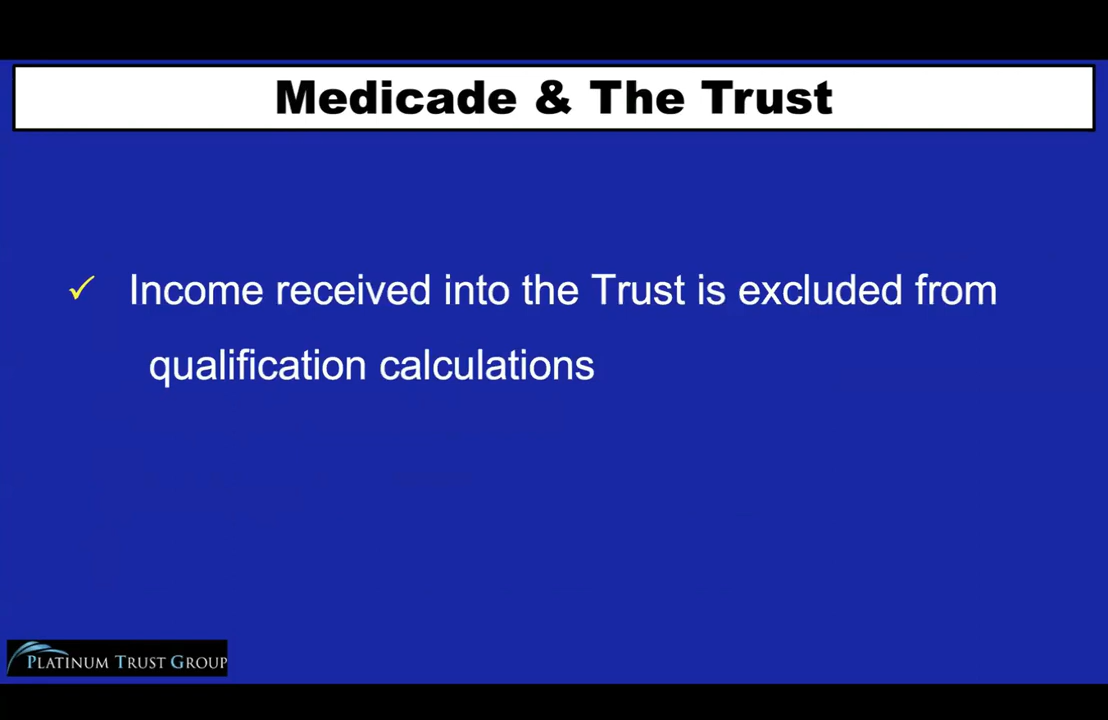 Medicade & The Trust
✓ Income received into the Trust is excluded from
qualification calculations
PLATINUM TRUST GROUP